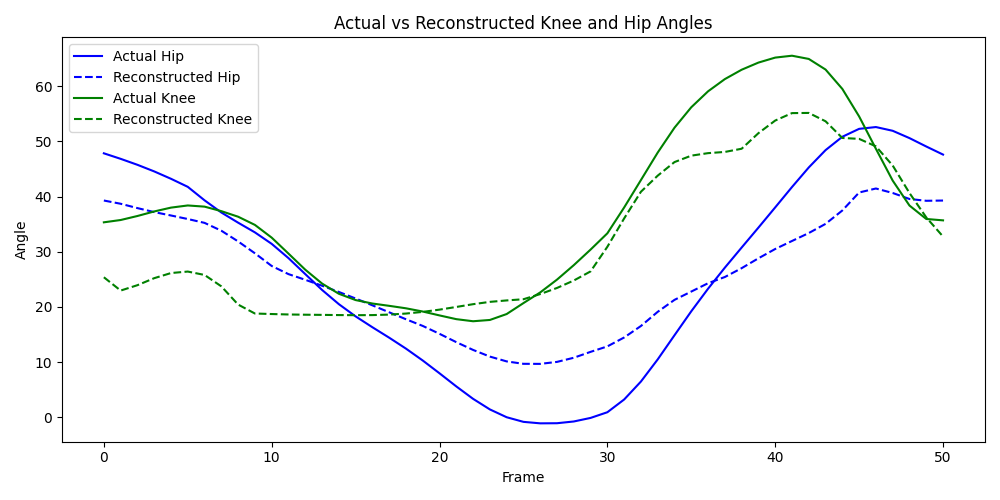 Actual vs Reconstructed Knee and Hip Angles
Actual Hip
Reconstructed Hip
Actual Knee
Reconstructed Knee
Angle
60
50
40
30
20
10
0
0 10 20 30 40 50
Frame